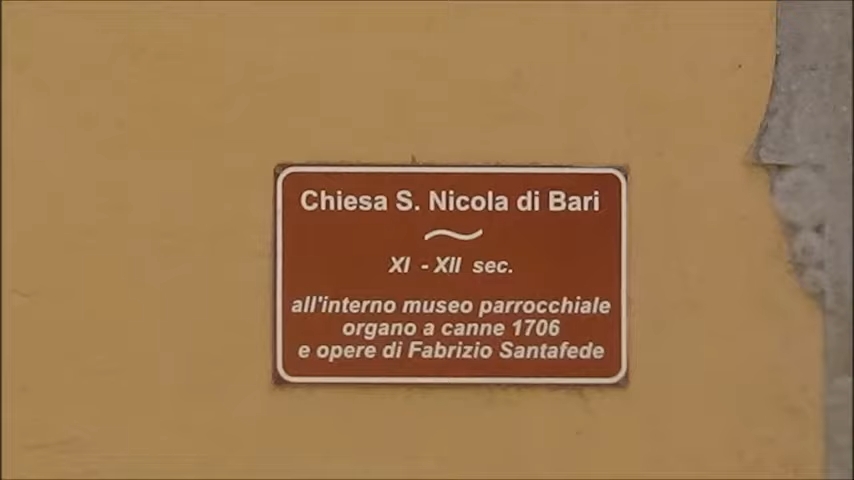 Chiesa S. Nicola di Bari
XI - XII sec.
all'interno museo parrocchiale
organo a canne 1706
e opere di Fabrizio Santafede